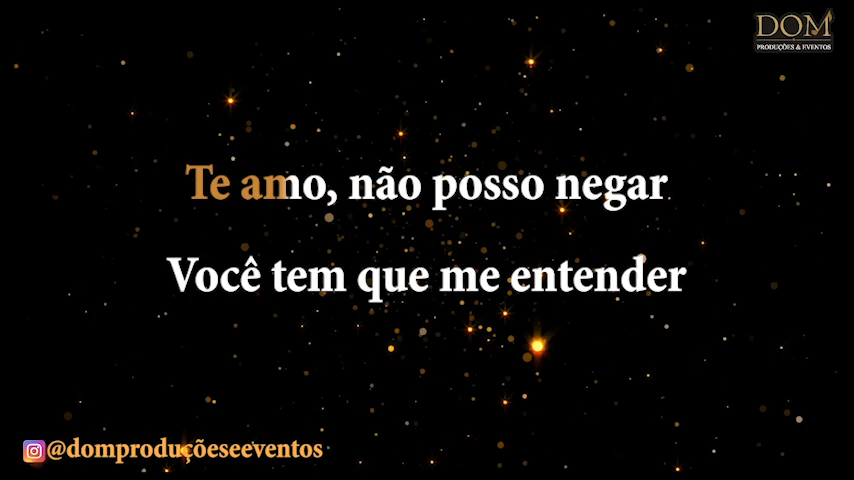 DOM
PRODUÇÕES & EVENTOS
Te amo, não posso negar
Você tem que me entender
@domproduçõeseeventos